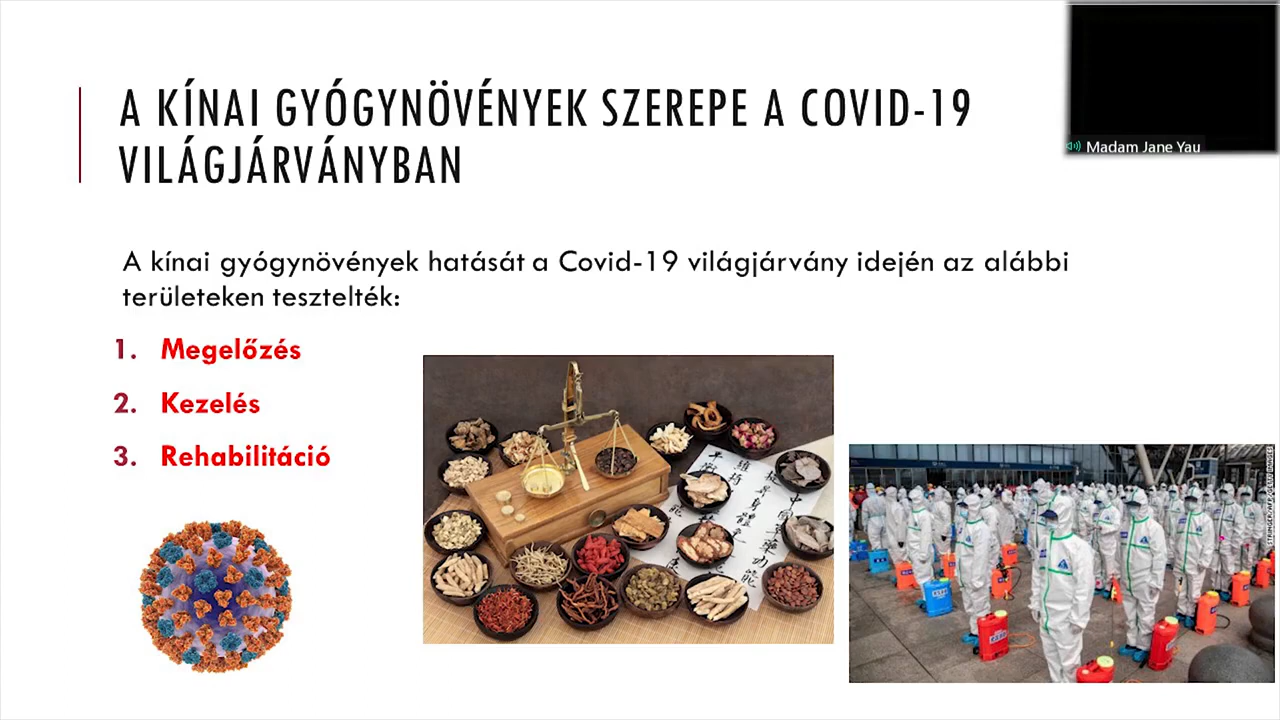 A KÍNAI GYÓGYNÖVÉNYEK SZEREPE A COVID-19
VILÁGJÁRVÁNYBAN
Madam Jane Yau
A kínai gyógynövények hatását a Covid-19 világjárvány idején az alábbi
területeken tesztelték:
1. Megelőzés
2. Kezelés
3. Rehabilitáció